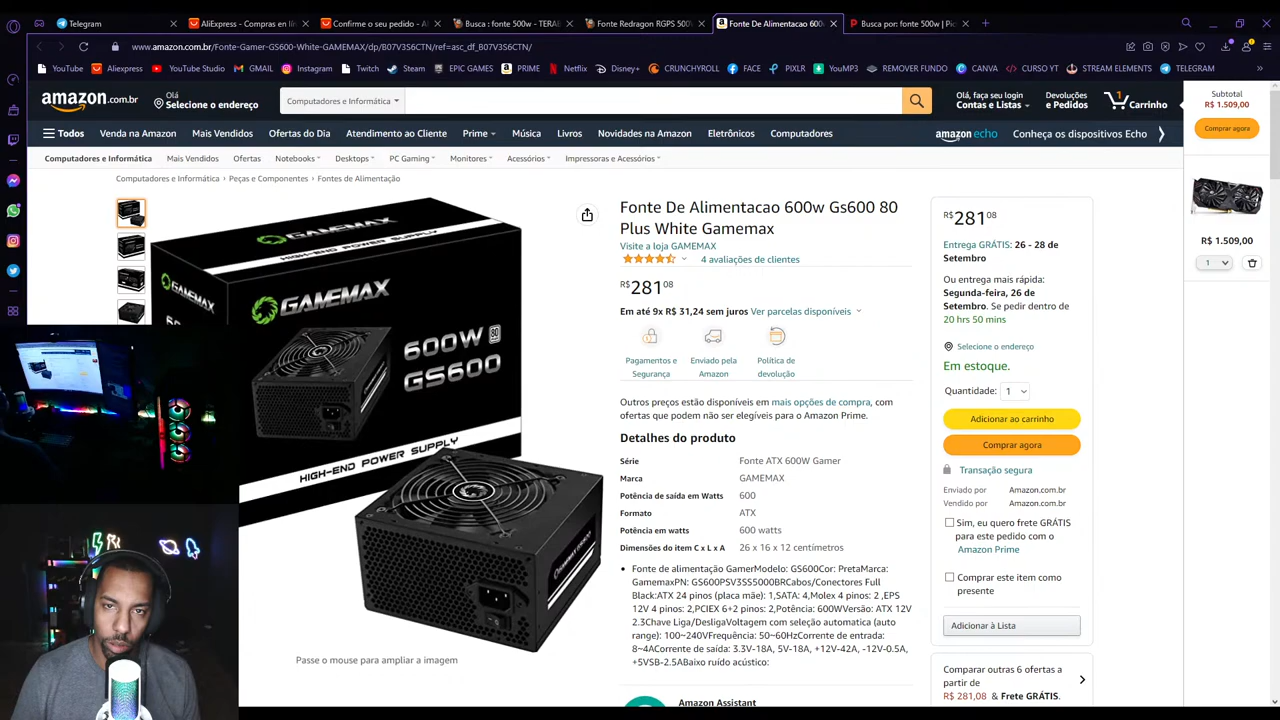 Telegram
AliExpress - Compras en lín
Confirme o seu pedido - Al
Busca : fonte 500w - TERAB
Fonte Redragon RGPS 500W
Fonte De Alimentacao 600w
Busca por: fonte 500w | Pic
www.amazon.com.br/Fonte-Gamer-GS600-White-GAMEMAX/dp/B07V3S6CTN/ref=asc_df_B07V3S6CTN/
YouTube
Aliexpress
YouTube Studio
GMAIL
Instagram
Twitch
Steam
EPIC GAMES
PRIME
Netflix
Disney+
CRUNCHYROLL
FACE
PIXLR
YouMP3
REMOVER FUNDO
CANVA
CURSO YT
STREAM ELEMENTS
TELEGRAM
amazon.com.br
Olá
Selecione o endereço
Computadores e Informática
Olá, faça seu login
Contas e Listas
Devoluções
e Pedidos
1
Carrinho
Subtotal
R$ 1.509,00
Comprar agora
Todos
Venda na Amazon
Mais Vendidos
Ofertas do Dia
Atendimento ao Cliente
Prime
Música
Livros
Novidades na Amazon
Eletrônicos
Computadores
amazon echo
Conheça os dispositivos Echo
Computadores e Informática
Mais Vendidos
Ofertas
Notebooks
Desktops
PC Gaming
Monitores
Acessórios
Impressoras e Acessórios
Computadores e Informática › Peças e Componentes › Fontes de Alimentação
R$ 1.509,00
1
GAMEMAX
HIGH-END POWER SUPPLY
GAMEMAX
GAMEMAX
600W 80
GS600
HIGH-END POWER SUPPLY
Passe o mouse para ampliar a imagem
Fonte De Alimentacao 600w Gs600 80
Plus White Gamemax
Visite a loja GAMEMAX
4 avaliações de clientes
R$ 281 08
Em até 9x R$ 31,24 sem juros Ver parcelas disponíveis
Pagamentos e
Segurança
Enviado pela
Amazon
Política de
devolução
Outros preços estão disponíveis em mais opções de compra, com
ofertas que podem não ser elegíveis para o Amazon Prime.
Detalhes do produto
Série Fonte ATX 600W Gamer
Marca GAMEMAX
Potência de saída em Watts 600
Formato ATX
Potência em watts 600 watts
Dimensões do item C x L x A 26 x 16 x 12 centímetros
Fonte de alimentação GamerModelo: GS600Cor: PretaMarca:
GamemaxPN: GS600PSV3SS5000BRCabos/Conectores Full
Black:ATX 24 pinos (placa mãe): 1,SATA: 4,Molex 4 pinos: 2 ,EPS
12V 4 pinos: 2,PCIEX 6+2 pinos: 2,Potência: 600WVersão: ATX 12V
2.3Chave Liga/DesligaVoltagem com seleção automatica (auto
range): 100~240VFrequência: 50~60HzCorrente de entrada:
8~4ACorrente de saída: 3.3V-18A, 5V-18A, +12V-42A, -12V-0.5A,
+5VSB-2.5ABaixo ruído acústico:
Amazon Assistant
R$ 281 08
Entrega GRÁTIS: 26 - 28 de
Setembro
Ou entrega mais rápida:
Segunda-feira, 26 de
Setembro. Se pedir dentro de
20 hrs 50 mins
Selecione o endereço
Em estoque.
Quantidade: 1
Adicionar ao carrinho
Comprar agora
Transação segura
Enviado por Amazon.com.br
Vendido por Amazon.com.br
Sim, eu quero frete GRÁTIS
para este pedido com o
Amazon Prime
Comprar este item como
presente
Adicionar à Lista
Comparar outras 6 ofertas a
partir de
R$ 281,08 & Frete GRÁTIS.